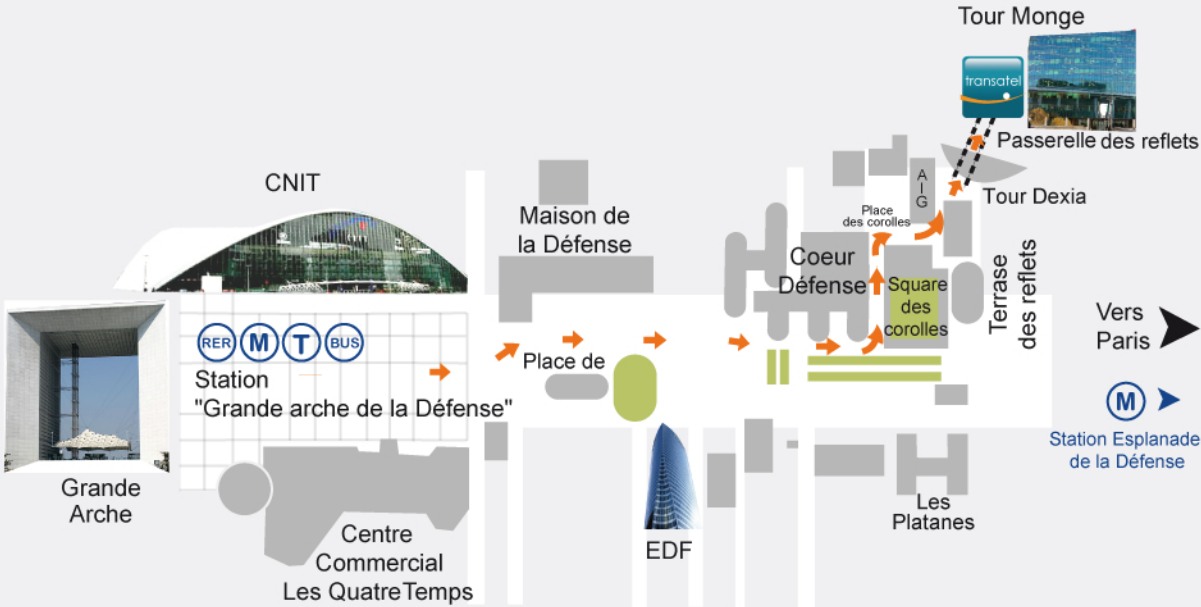 Tour Monge
transatel
Passerelle des reflets
CNIT
A
I
G
Tour Dexia
Maison de
la Défense
Place
des corolles
Coeur
Défense
Square
des
corolles
Terrase
des reflets
Vers
Paris
RER
M
T
BUS
Station
"Grande arche de la Défense"
Place de
M
Station Esplanade
de la Défense
Grande
Arche
Centre
Commercial
Les QuatreTemps
EDF
Les
Platanes